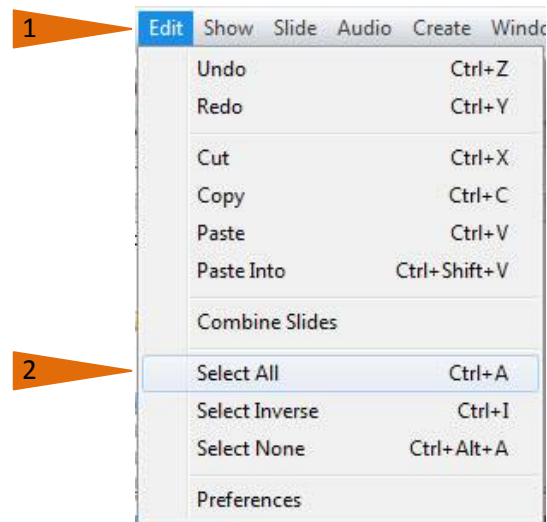 1 Edit Show Slide Audio Create Windo
Undo Ctrl+Z
Redo Ctrl+Y
Cut Ctrl+X
Copy Ctrl+C
Paste Ctrl+V
Paste Into Ctrl+Shift+V
Combine Slides
2 Select All Ctrl+A
Select Inverse Ctrl+I
Select None Ctrl+Alt+A
Preferences